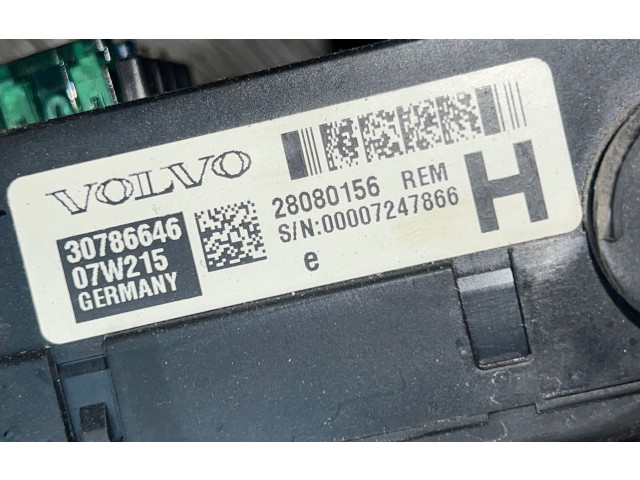 VOLVO
30786646
07W215
GERMANY
28080156 REM
S/N:00007247866
e
H